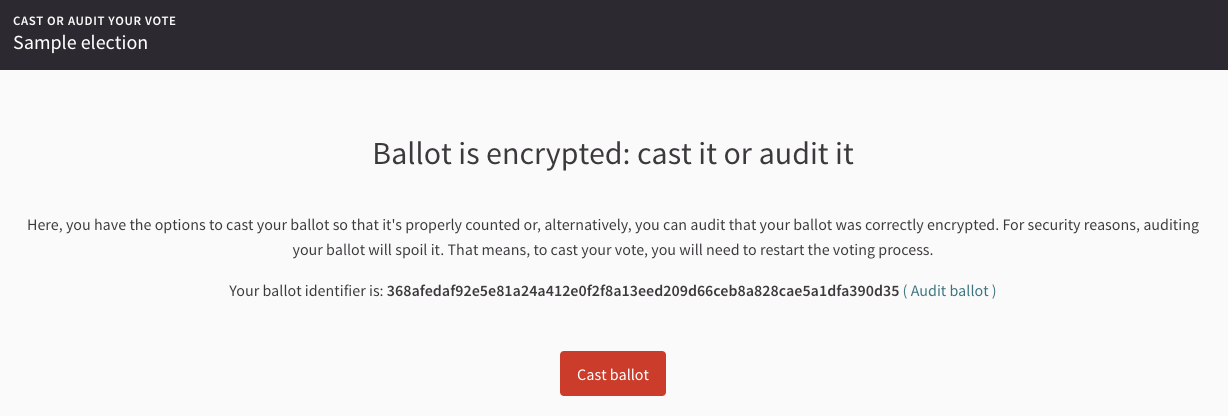 CAST OR AUDIT YOUR VOTE
Sample election
Ballot is encrypted: cast it or audit it
Here, you have the options to cast your ballot so that it's properly counted or, alternatively, you can audit that your ballot was correctly encrypted. For security reasons, auditing
your ballot will spoil it. That means, to cast your vote, you will need to restart the voting process.
Your ballot identifier is: 368afedaf92e5e81a24a412e0f2f8a13eed209d66ceb8a828cae5a1dfa390d35 ( Audit ballot )
Cast ballot